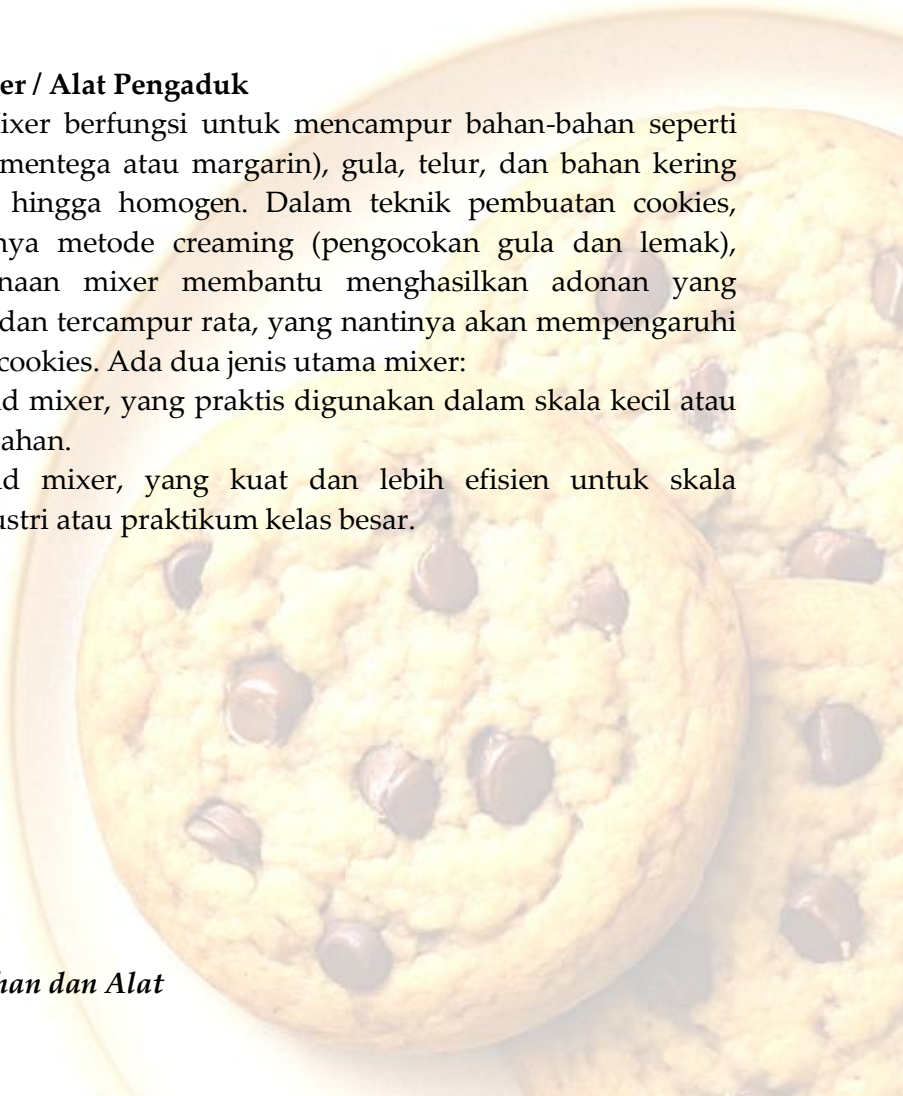 er / Alat Pengaduk
ixer berfungsi untuk mencampur bahan-bahan seperti
mentega atau margarin), gula, telur, dan bahan kering
hingga homogen. Dalam teknik pembuatan cookies,
nya metode creaming (pengocokan gula dan lemak),
naan mixer membantu menghasilkan adonan yang
dan tercampur rata, yang nantinya akan mempengaruhi
cookies. Ada dua jenis utama mixer:
d mixer, yang praktis digunakan dalam skala kecil atau
ahan.
d mixer, yang kuat dan lebih efisien untuk skala
ustri atau praktikum kelas besar.
han dan Alat